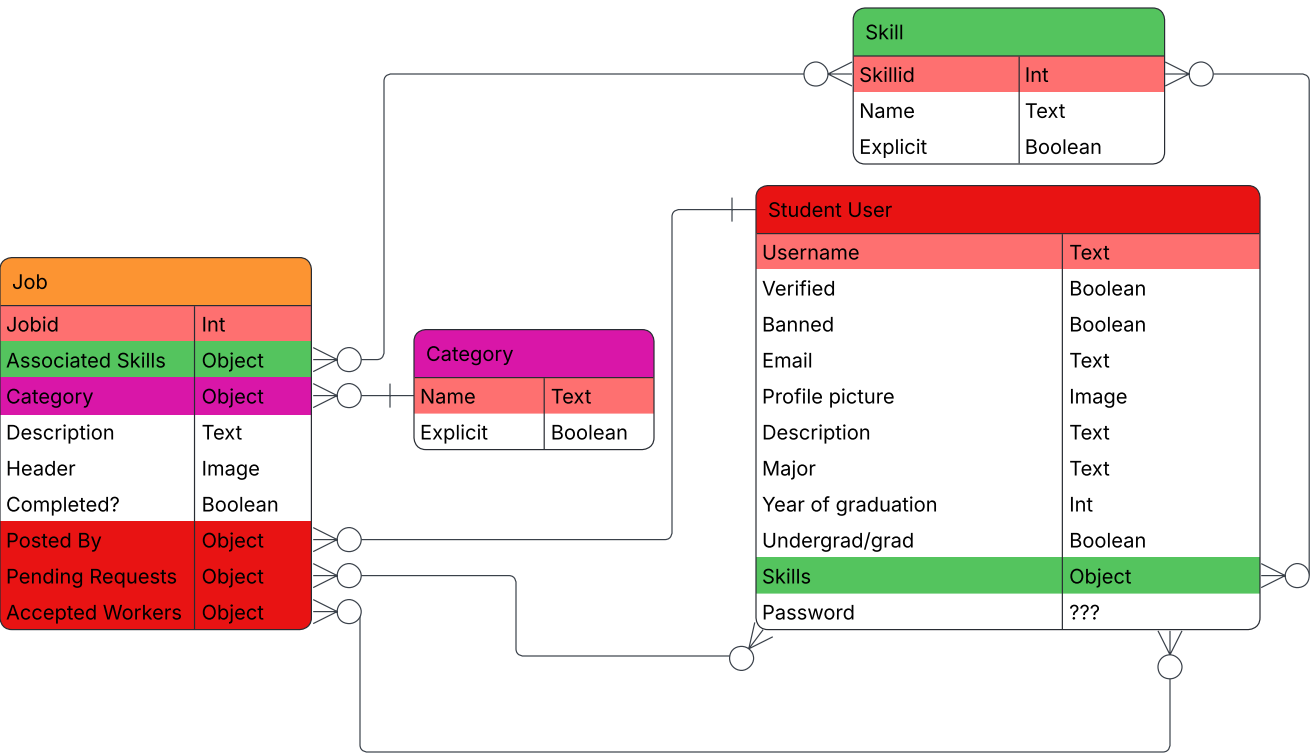 Skill
Skillid Int
Name Text
Explicit Boolean
Student User
Username Text
Verified Boolean
Banned Boolean
Email Text
Profile picture Image
Description Text
Major Text
Year of graduation Int
Undergrad/grad Boolean
Skills Object
Password ???
Job
Jobid Int
Associated Skills Object
Category Object
Description Text
Header Image
Completed? Boolean
Posted By Object
Pending Requests Object
Accepted Workers Object
Category
Name Text
Explicit Boolean